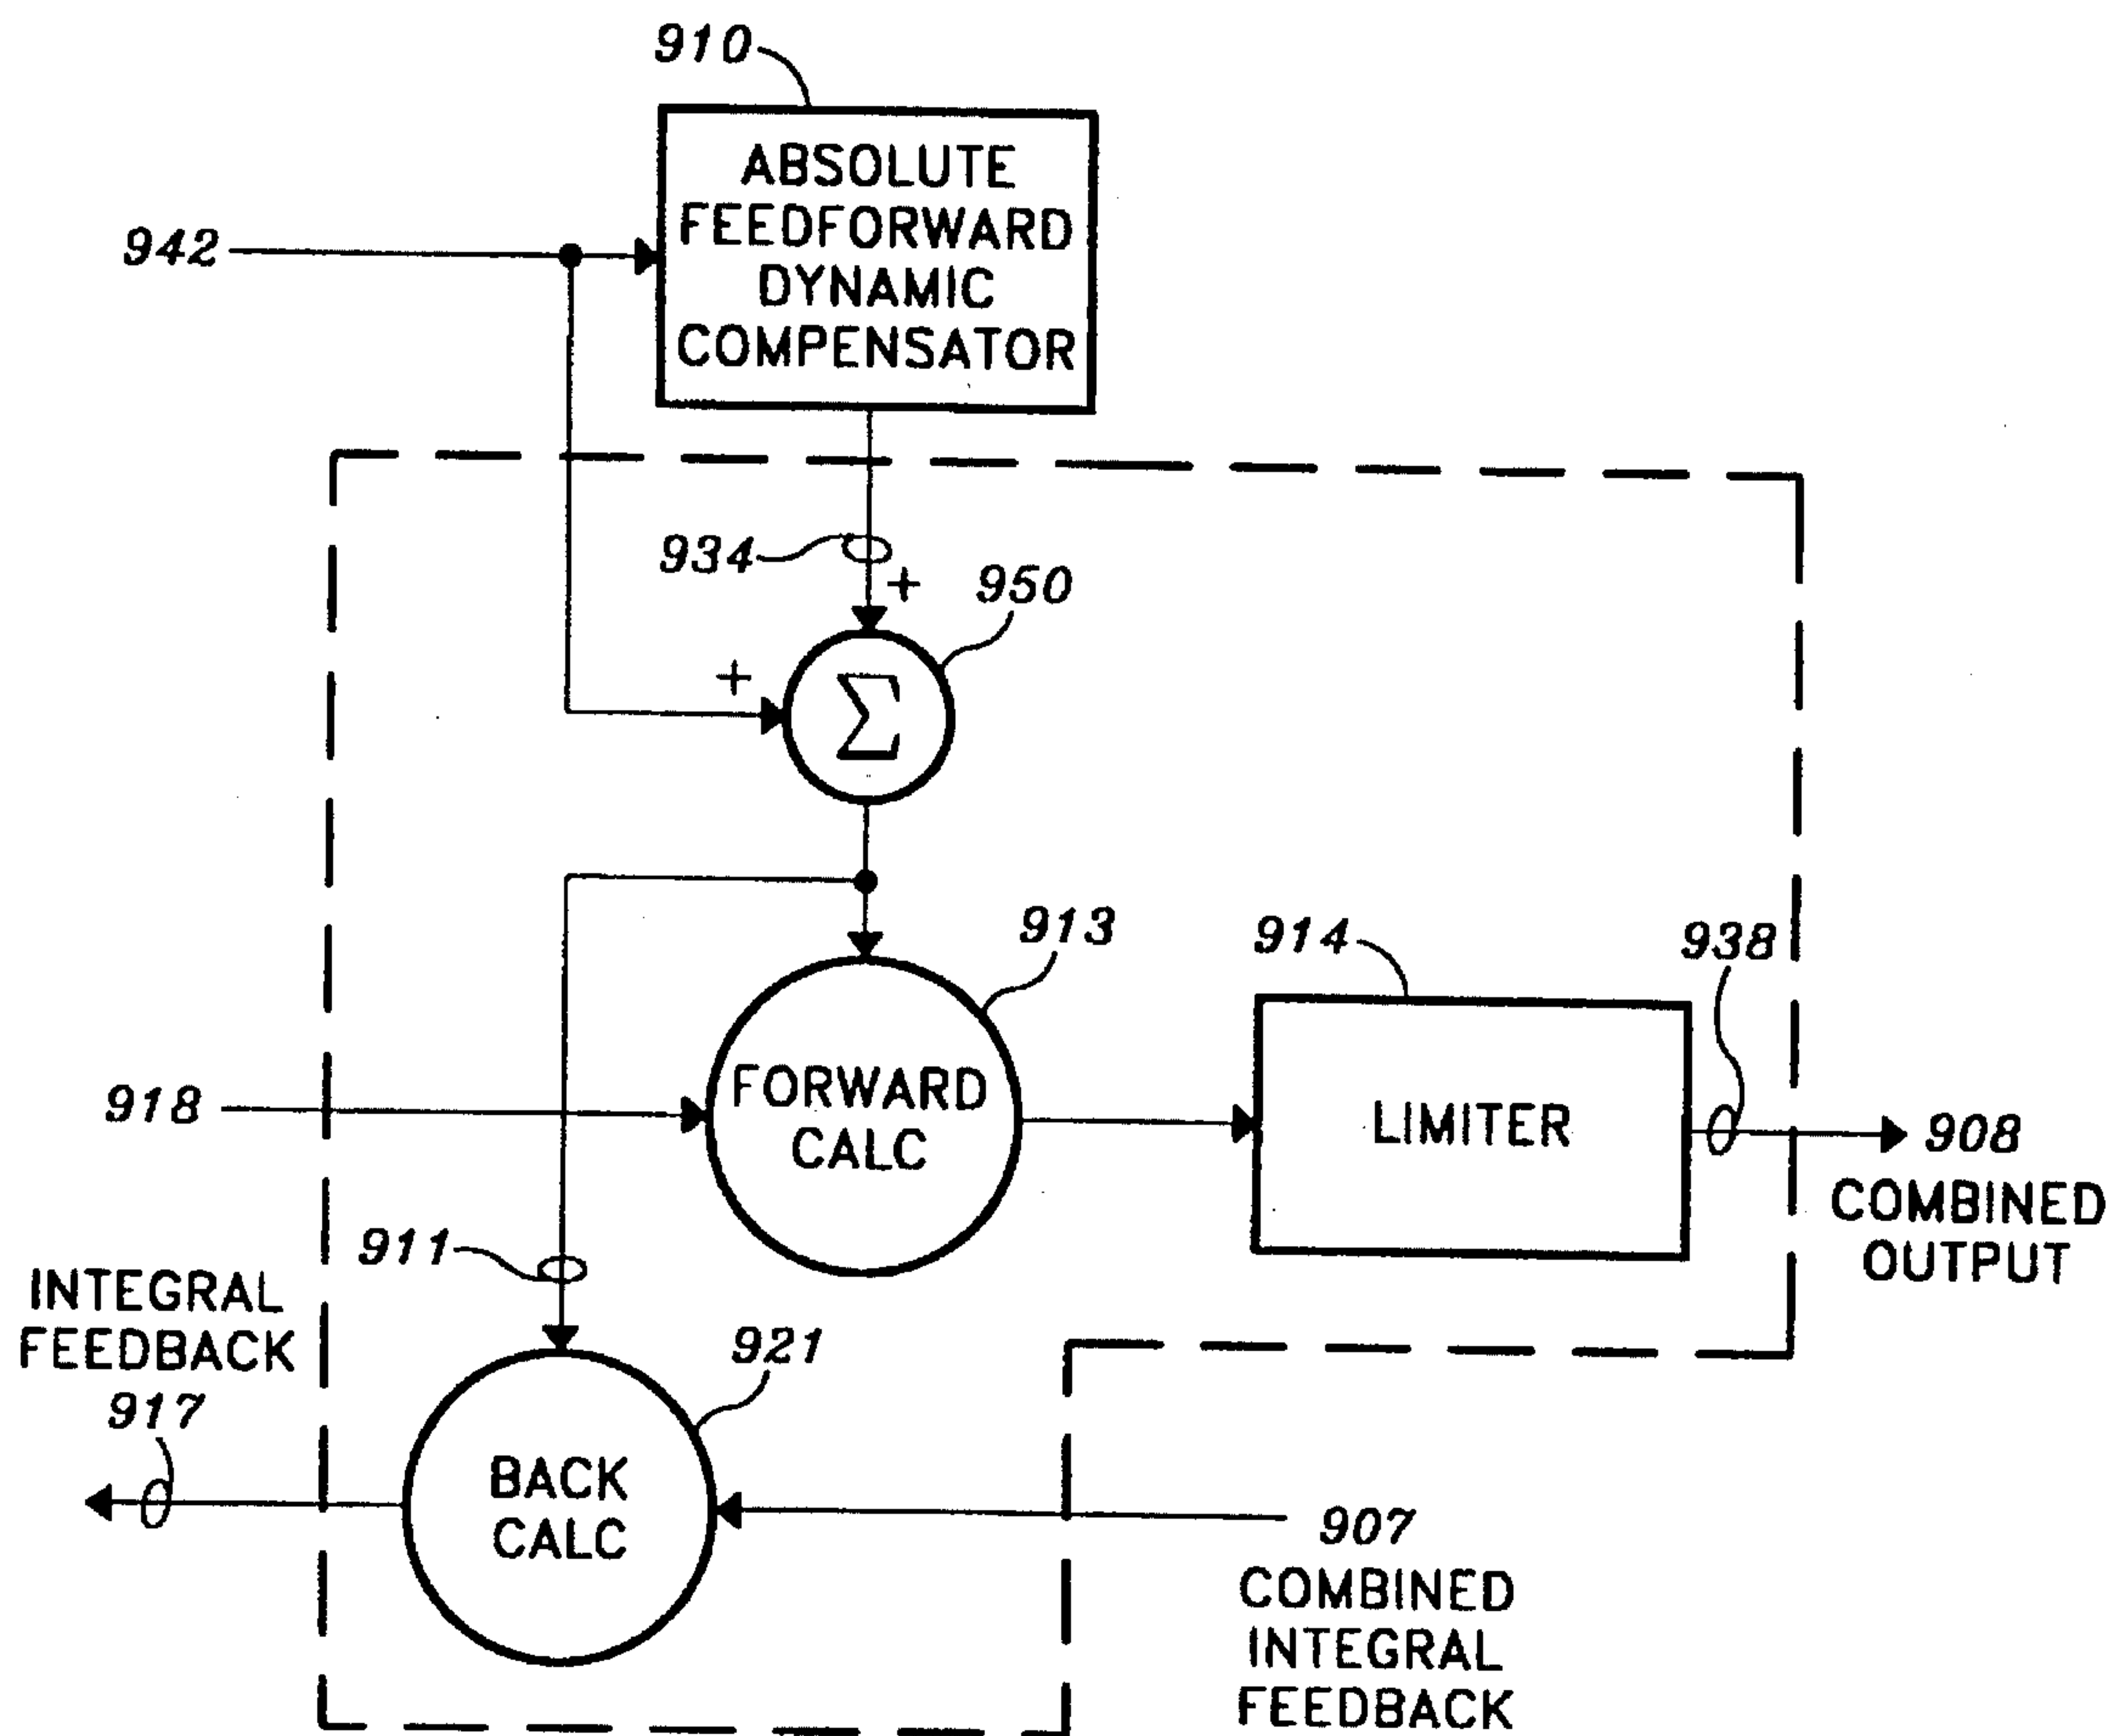 910
ABSOLUTE
FEEDFORWARD
DYNAMIC
COMPENSATOR
942
934
+
950
+
Σ
913
914
938
918
FORWARD
CALC
LIMITER
908
COMBINED
OUTPUT
911
INTEGRAL
FEEDBACK
917
921
BACK
CALC
907
COMBINED
INTEGRAL
FEEDBACK